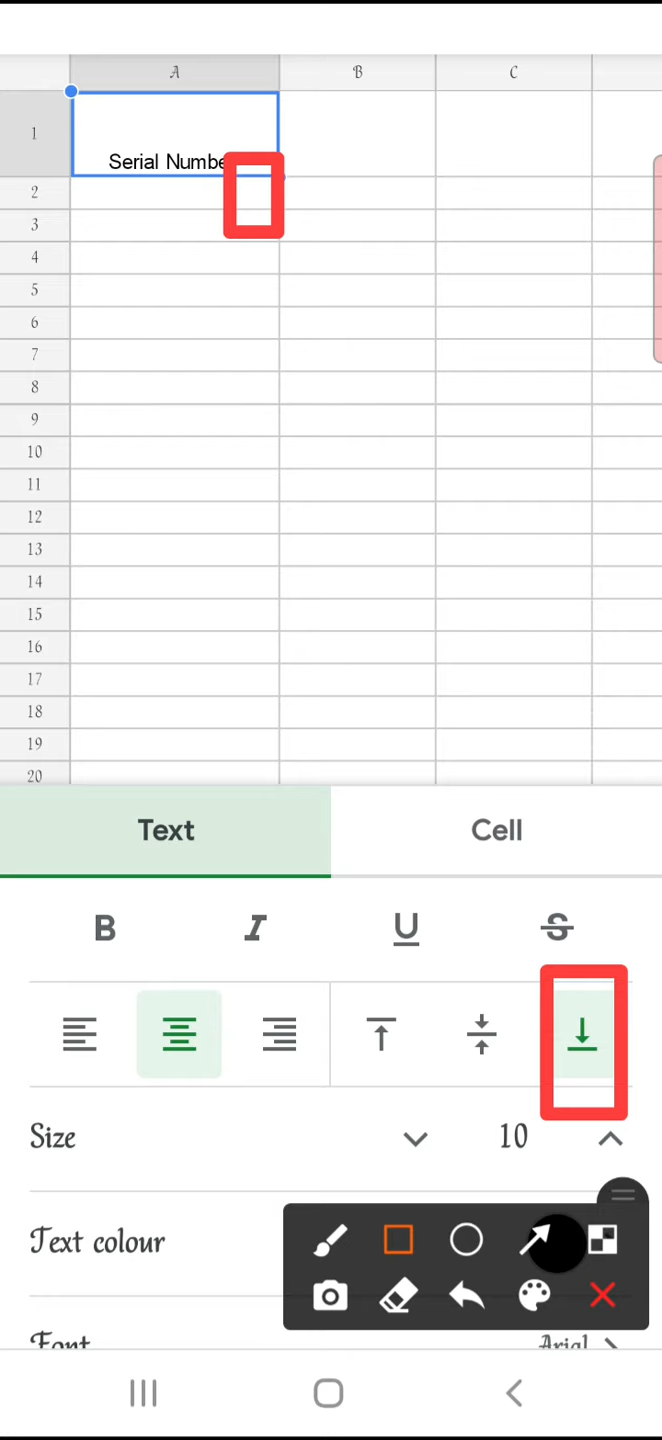 A B C
1 Serial Numbe
2
3
4
5
6
7
8
9
10
11
12
13
14
15
16
17
18
19
20
Text Cell
B I U S
Size 10
Text colour
Font Arial